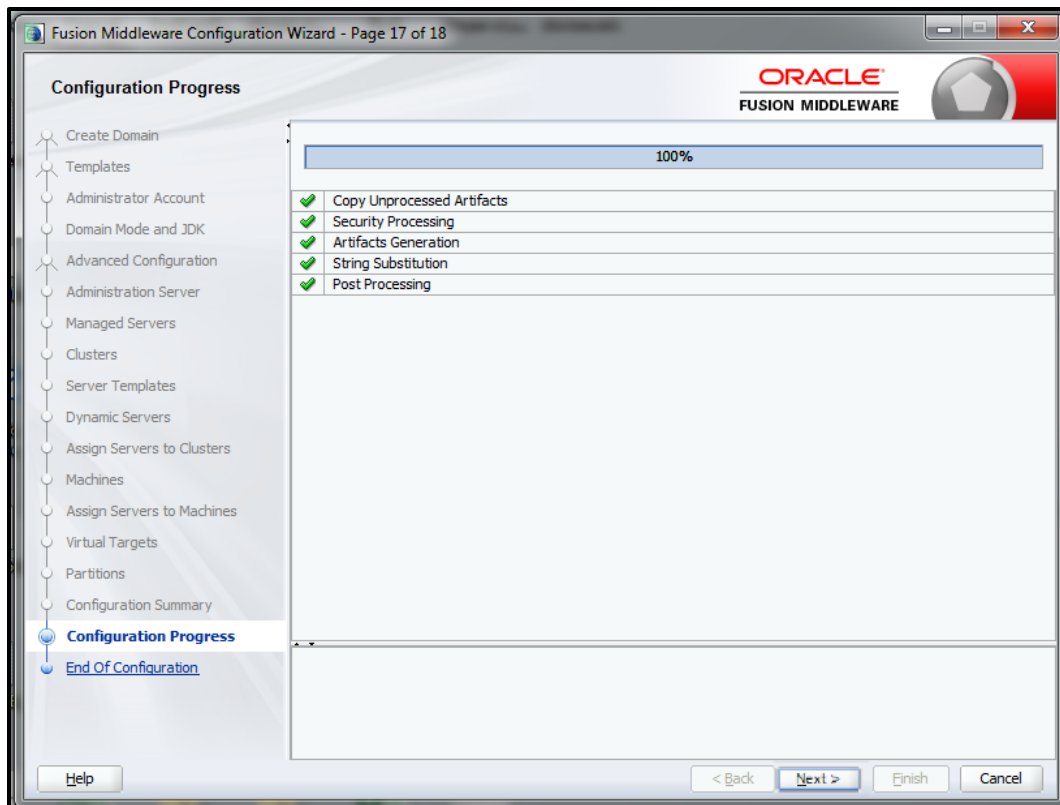 Fusion Middleware Configuration Wizard - Page 17 of 18
Configuration Progress
ORACLE
FUSION MIDDLEWARE
Create Domain
Templates
Administrator Account
Domain Mode and JDK
Advanced Configuration
Administration Server
Managed Servers
Clusters
Server Templates
Dynamic Servers
Assign Servers to Clusters
Machines
Assign Servers to Machines
Virtual Targets
Partitions
Configuration Summary
Configuration Progress
End Of Configuration
100%
Copy Unprocessed Artifacts
Security Processing
Artifacts Generation
String Substitution
Post Processing
Help
< Back
Next >
Finish
Cancel